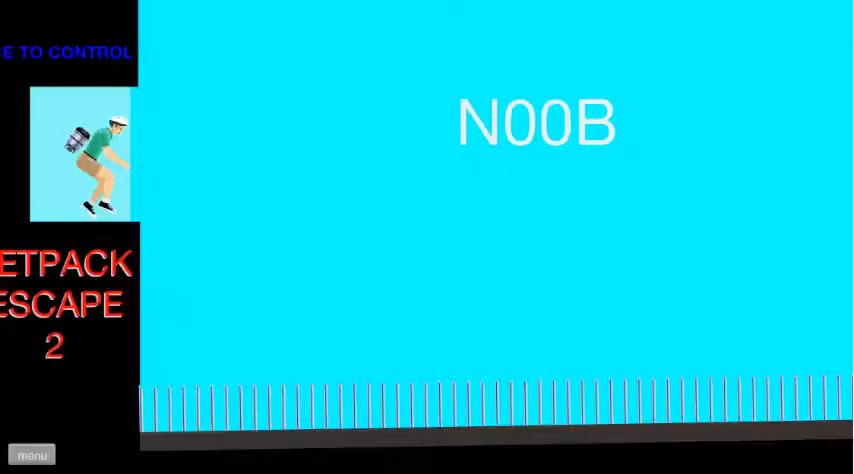 CE TO CONTROL
N00B
ETPACK
ESCAPE
2
menu